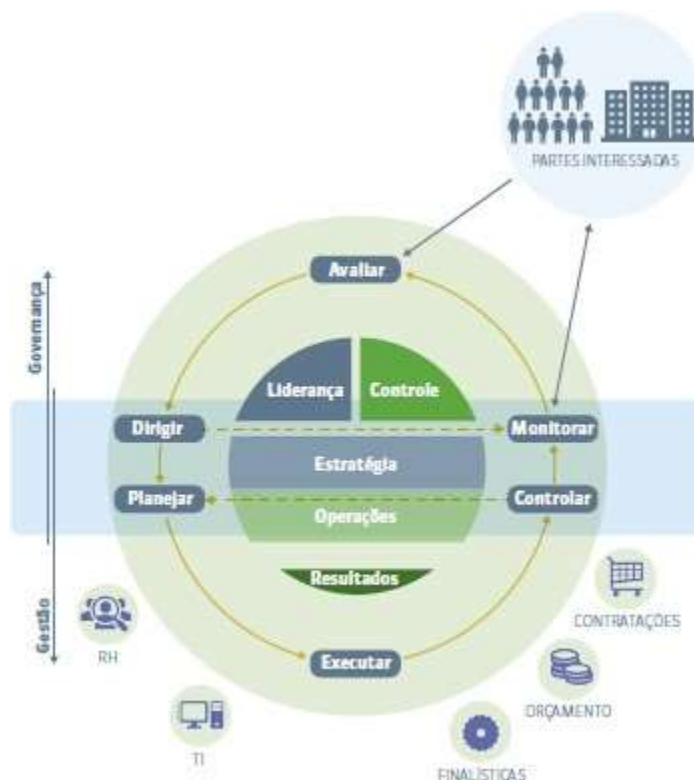 PARTES INTERESSADAS
Avaliar
Governança
Liderança
Controle
Dirigir
Monitorar
Estratégia
Planejar
Controlar
Operações
Resultados
Gestão
CONTRATAÇÕES
RH
Executar
ORÇAMENTO
TI
FINALÍSTICAS